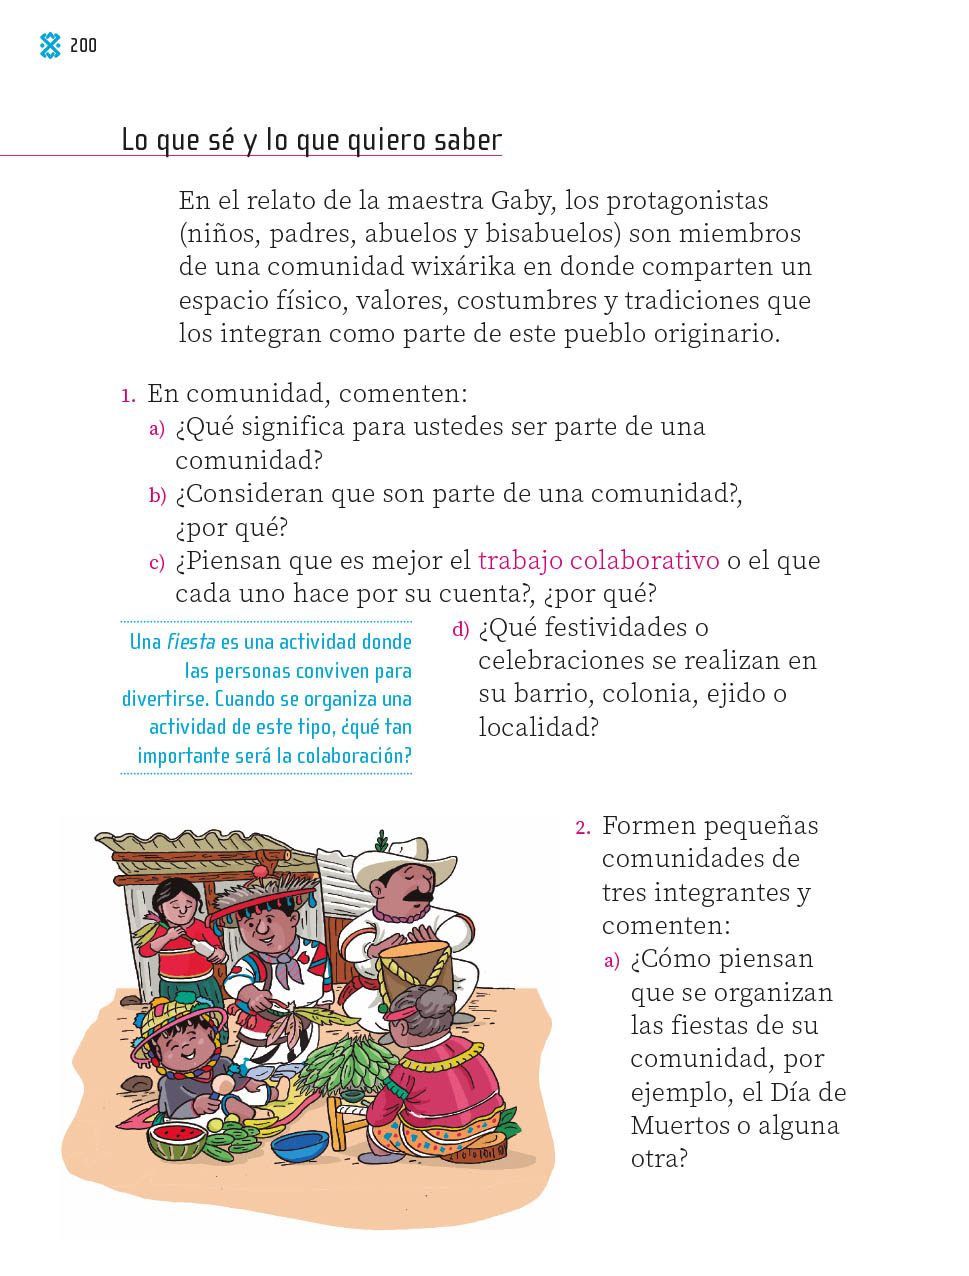 200
Lo que sé y lo que quiero saber
En el relato de la maestra Gaby, los protagonistas
(niños, padres, abuelos y bisabuelos) son miembros
de una comunidad wixárika en donde comparten un
espacio físico, valores, costumbres y tradiciones que
los integran como parte de este pueblo originario.
1. En comunidad, comenten:
a) ¿Qué significa para ustedes ser parte de una
comunidad?
b) ¿Consideran que son parte de una comunidad?,
¿por qué?
c) ¿Piensan que es mejor el trabajo colaborativo o el que
cada uno hace por su cuenta?, ¿por qué?
d) ¿Qué festividades o
celebraciones se realizan en
su barrio, colonia, ejido o
localidad?
Una fiesta es una actividad donde
las personas conviven para
divertirse. Cuando se organiza una
actividad de este tipo, ¿qué tan
importante será la colaboración?
2. Formen pequeñas
comunidades de
tres integrantes y
comenten:
a) ¿Cómo piensan
que se organizan
las fiestas de su
comunidad, por
ejemplo, el Día de
Muertos o alguna
otra?